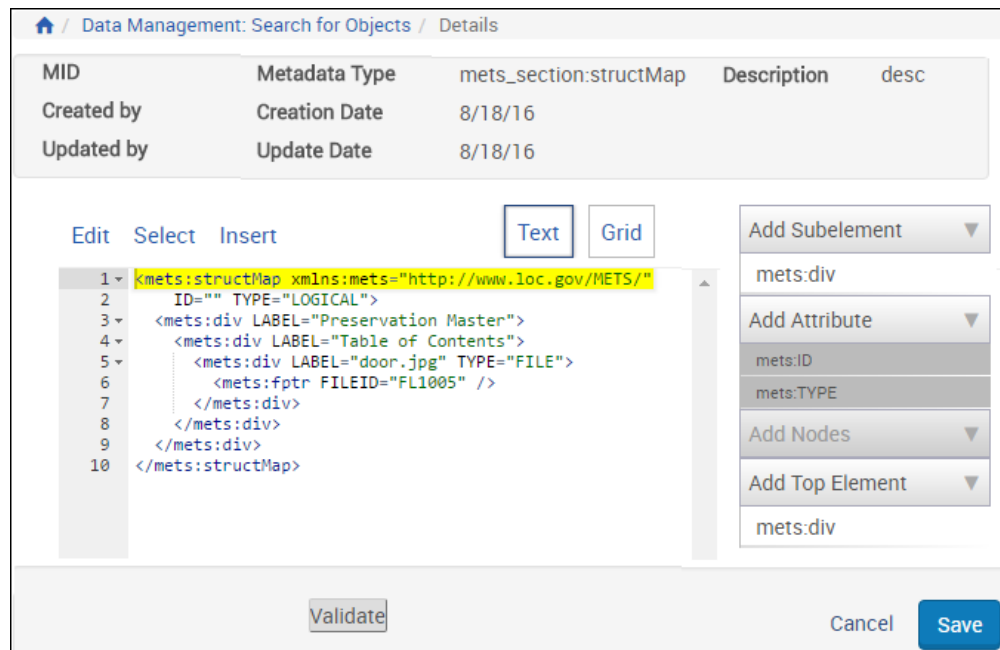 / Data Management: Search for Objects / Details
MID Metadata Type mets_section:structMap Description desc
Created by Creation Date 8/18/16
Updated by Update Date 8/18/16
Edit Select Insert Text Grid
1 <mets:structMap xmlns:mets="http://www.loc.gov/METS/"
2 ID="" TYPE="LOGICAL">
3 <mets:div LABEL="Preservation Master">
4 <mets:div LABEL="Table of Contents">
5 <mets:div LABEL="door.jpg" TYPE="FILE">
6 <mets:fptr FILEID="FL1005" />
7 </mets:div>
8 </mets:div>
9 </mets:div>
10 </mets:structMap>
Add Subelement
mets:div
Add Attribute
mets:ID
mets:TYPE
Add Nodes
Add Top Element
mets:div
Validate
Cancel Save